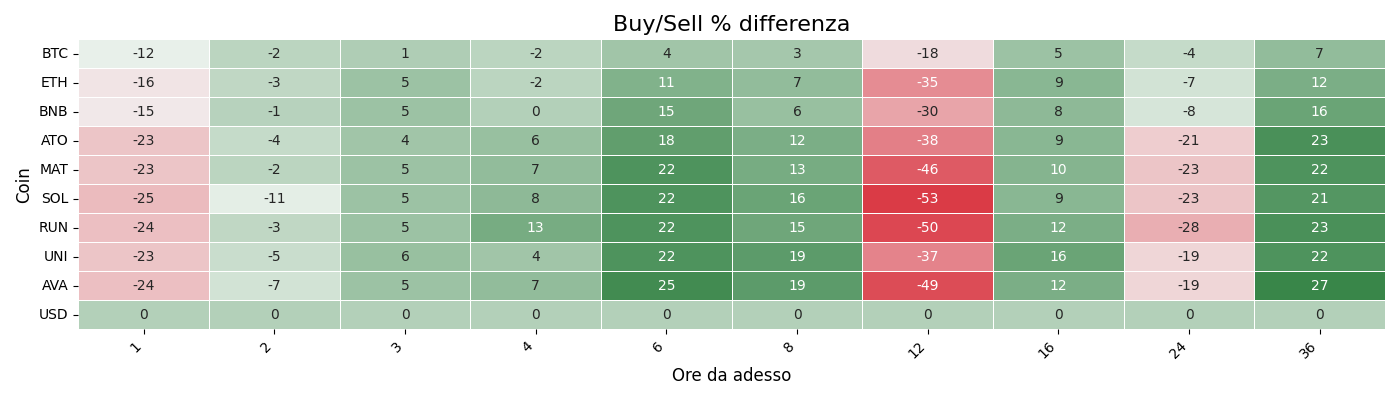 Buy/Sell % differenza
Coin
BTC -12 -2 1 -2 4 3 -18 5 -4 7
ETH -16 -3 5 -2 11 7 -35 9 -7 12
BNB -15 -1 5 0 15 6 -30 8 -8 16
ATO -23 -4 4 6 18 12 -38 9 -21 23
MAT -23 -2 5 7 22 13 -46 10 -23 22
SOL -25 -11 5 8 22 16 -53 9 -23 21
RUN -24 -3 5 13 22 15 -50 12 -28 23
UNI -23 -5 6 4 22 19 -37 16 -19 22
AVA -24 -7 5 7 25 19 -49 12 -19 27
USD 0 0 0 0 0 0 0 0 0 0
1 2 3 4 6 8 12 16 24 36
Ore da adesso